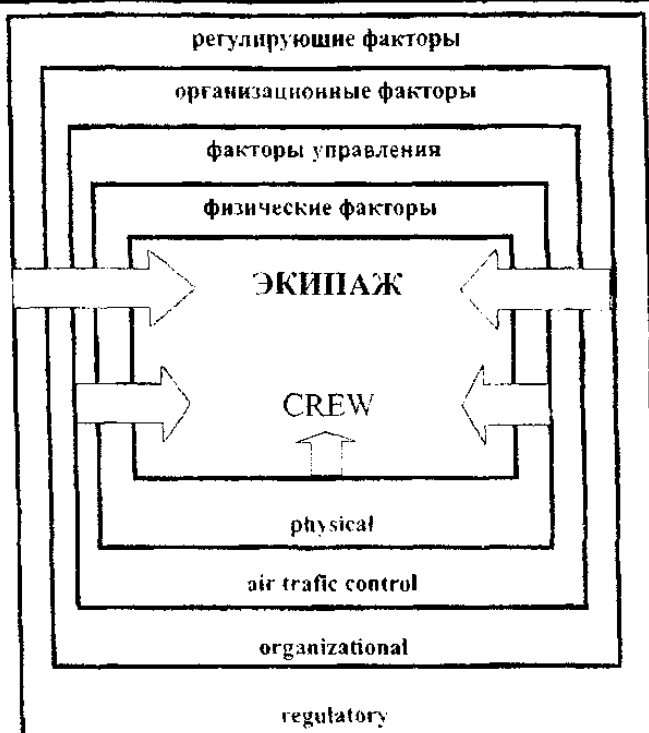 регулирующие факторы
организационные факторы
факторы управления
физические факторы
ЭКИПАЖ
CREW
physical
air trafic control
organizational
regulatory